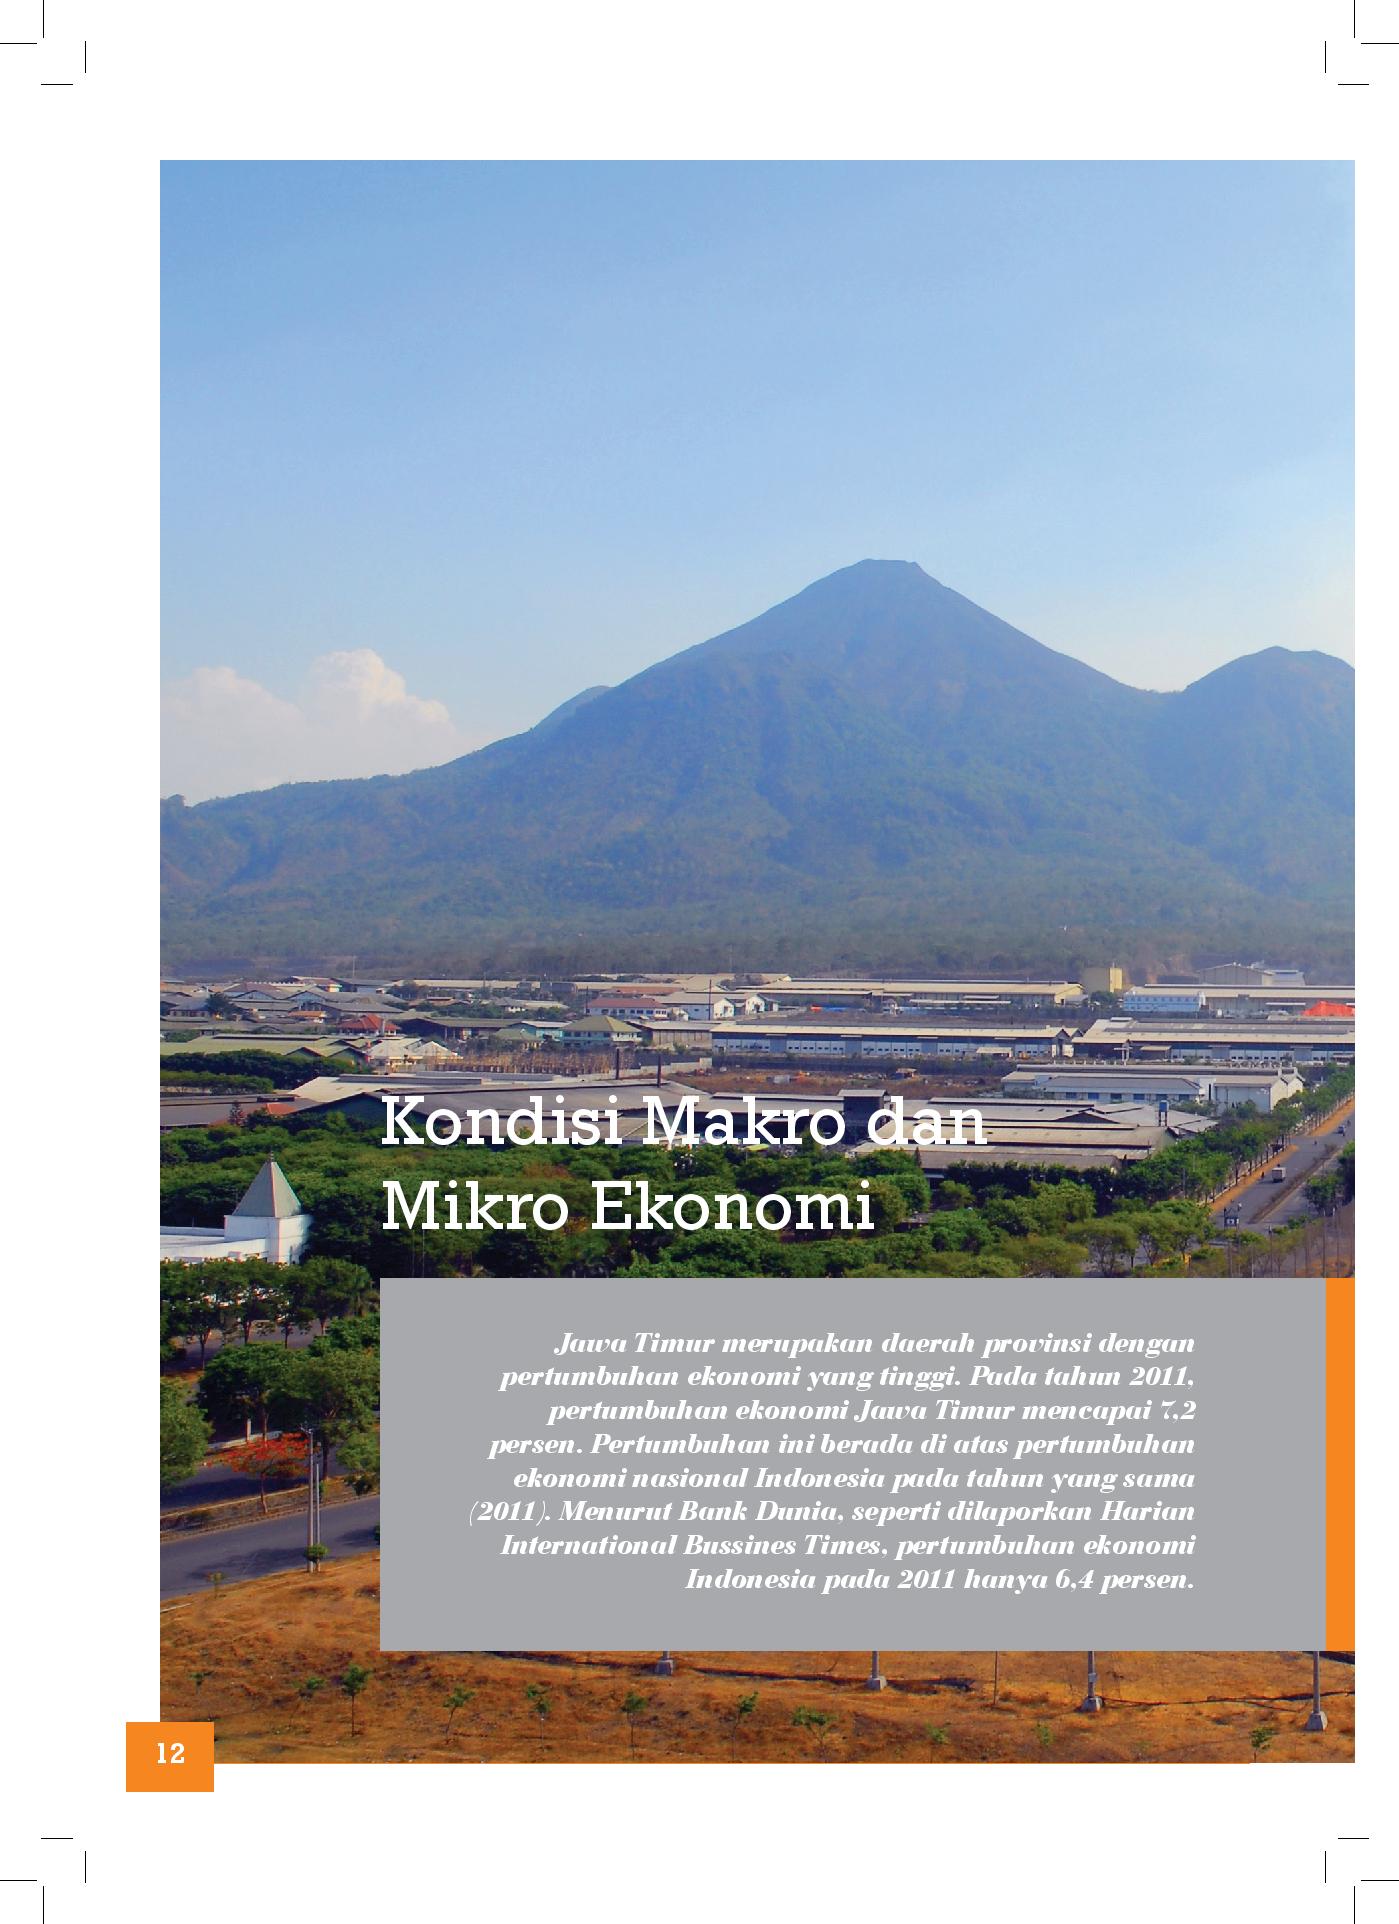 Kondisi Makro dan
Mikro Ekonomi
Jawa Timur merupakan daerah provinsi dengan
pertumbuhan ekonomi yang tinggi. Pada tahun 2011,
pertumbuhan ekonomi Jawa Timur mencapai 7,2
persen. Pertumbuhan ini berada di atas pertumbuhan
ekonomi nasional Indonesia pada tahun yang sama
(2011). Menurut Bank Dunia, seperti dilaporkan Harian
International Bussines Times, pertumbuhan ekonomi
Indonesia pada 2011 hanya 6,4 persen.
12